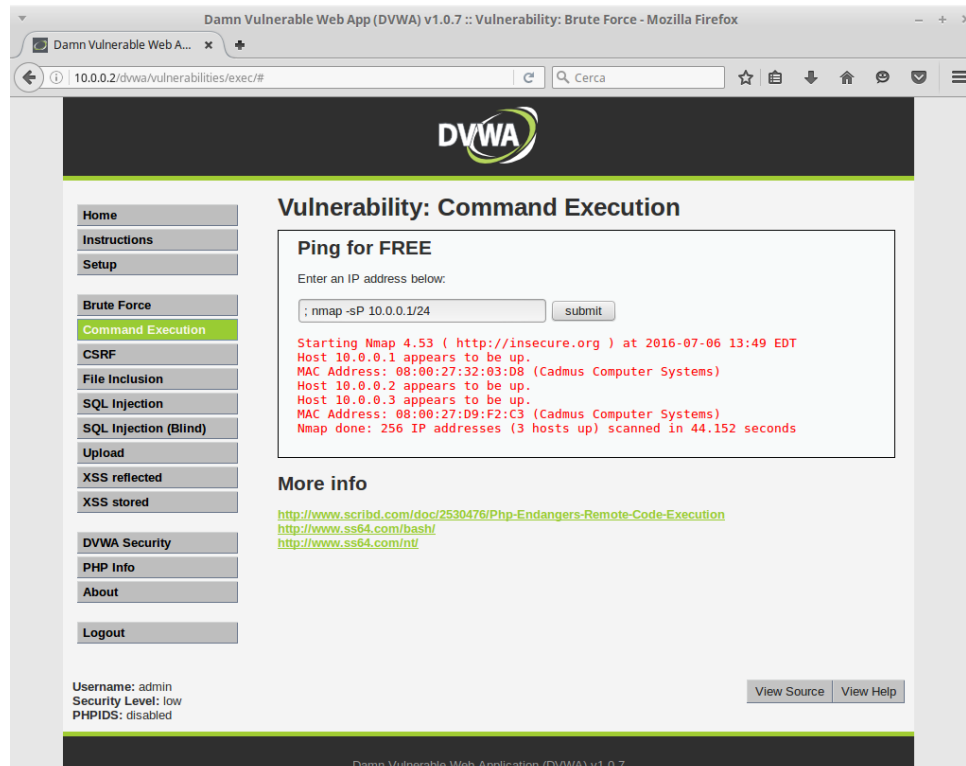 Damn Vulnerable Web App (DVWA) v1.0.7 :: Vulnerability: Brute Force - Mozilla Firefox
Damn Vulnerable Web A...
10.0.0.2/dvwa/vulnerabilities/exec/#
Cerca
DVWA
Home
Instructions
Setup
Brute Force
Command Execution
CSRF
File Inclusion
SQL Injection
SQL Injection (Blind)
Upload
XSS reflected
XSS stored
DVWA Security
PHP Info
About
Logout
Vulnerability: Command Execution
Ping for FREE
Enter an IP address below:
; nmap -sP 10.0.0.1/24
submit
Starting Nmap 4.53 ( http://insecure.org ) at 2016-07-06 13:49 EDT
Host 10.0.0.1 appears to be up.
MAC Address: 08:00:27:32:03:D8 (Cadmus Computer Systems)
Host 10.0.0.2 appears to be up.
Host 10.0.0.3 appears to be up.
MAC Address: 08:00:27:D9:F2:C3 (Cadmus Computer Systems)
Nmap done: 256 IP addresses (3 hosts up) scanned in 44.152 seconds
More info
http://www.scribd.com/doc/2530476/Php-Endangers-Remote-Code-Execution
http://www.ss64.com/bash/
http://www.ss64.com/nt/
Username: admin
Security Level: low
PHPIDS: disabled
View Source
View Help
Damn Vulnerable Web Application (DVWA) v1.0.7